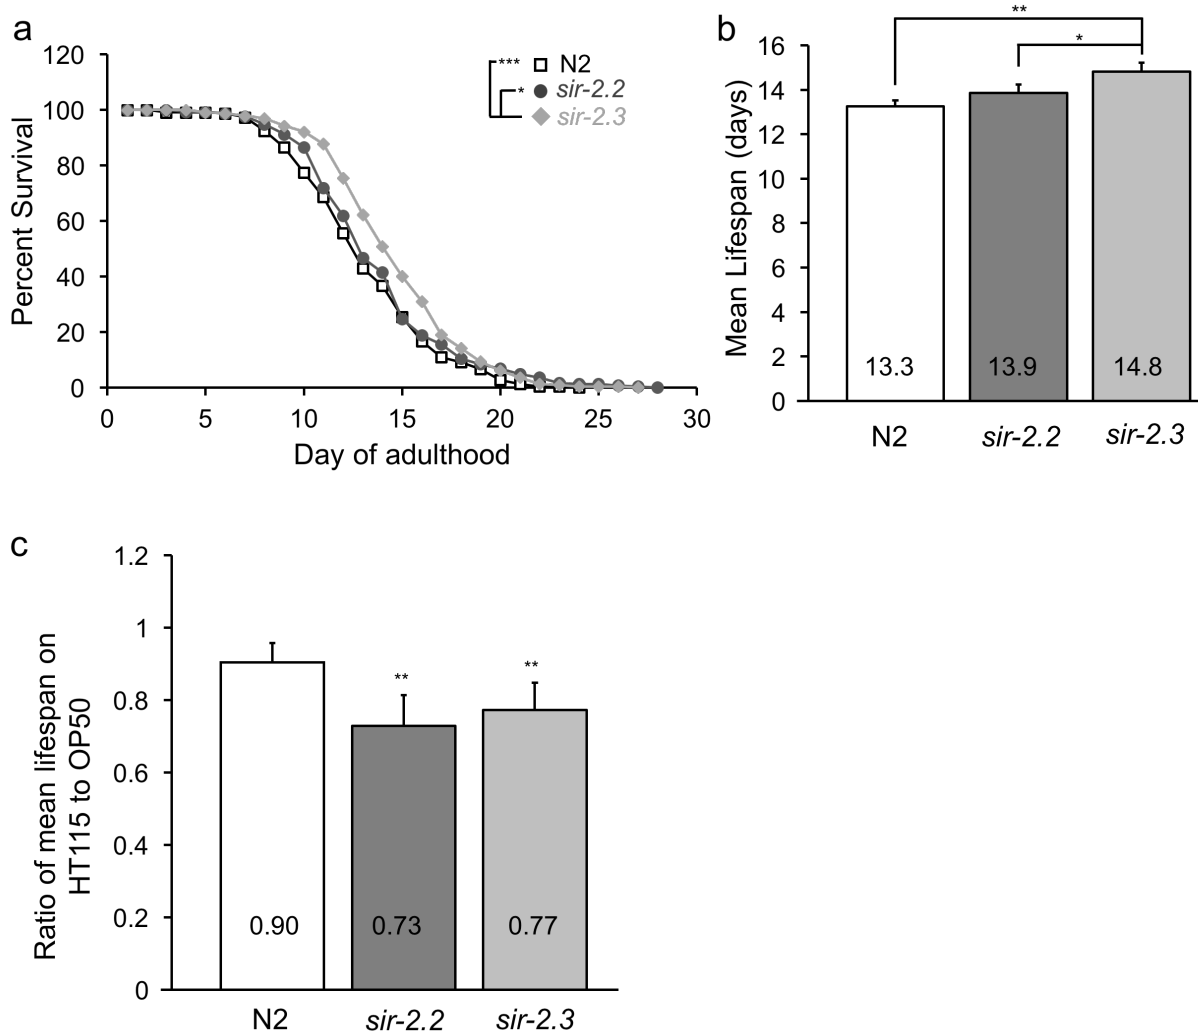 a
120
100
80
60
40
20
0
Percent Survival
0 5 10 15 20 25 30
Day of adulthood
*** N2
* sir-2.2
sir-2.3
b
**
*
16
14
12
10
8
6
4
2
0
Mean Lifespan (days)
13.3 13.9 14.8
N2 sir-2.2 sir-2.3
c
1.2
1
0.8
0.6
0.4
0.2
0
Ratio of mean lifespan on
HT115 to OP50
** **
0.90 0.73 0.77
N2 sir-2.2 sir-2.3